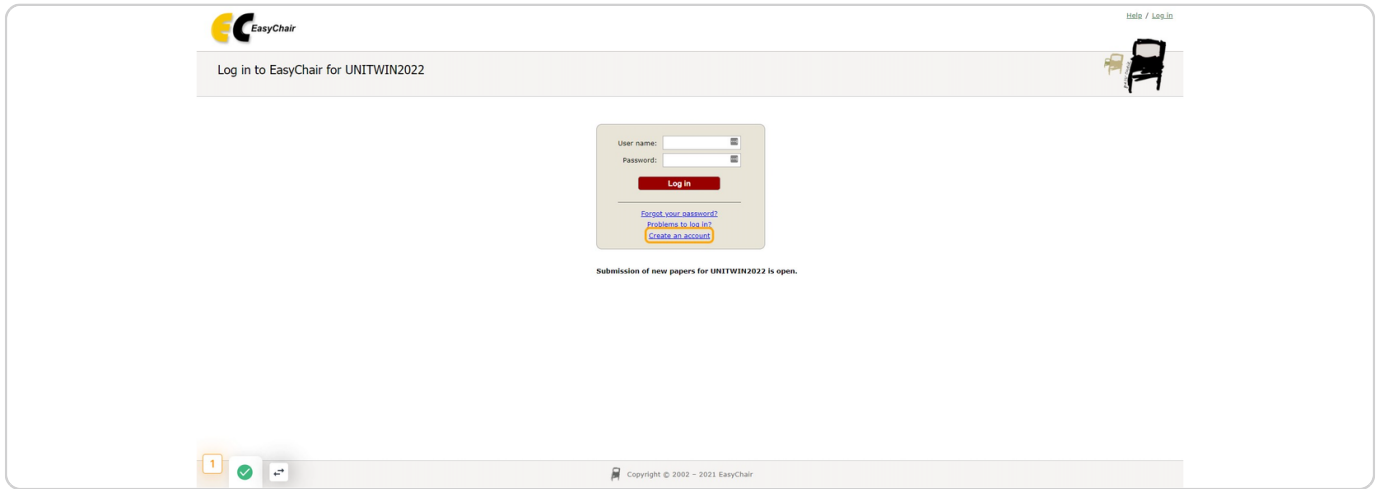 EasyChair
Help / Log in
Log in to EasyChair for UNITWIN2022
User name:
Password:
Log in
Forgot your password?
Problems to log in?
Create an account
Submission of new papers for UNITWIN2022 is open.
1
Copyright © 2002 – 2021 EasyChair